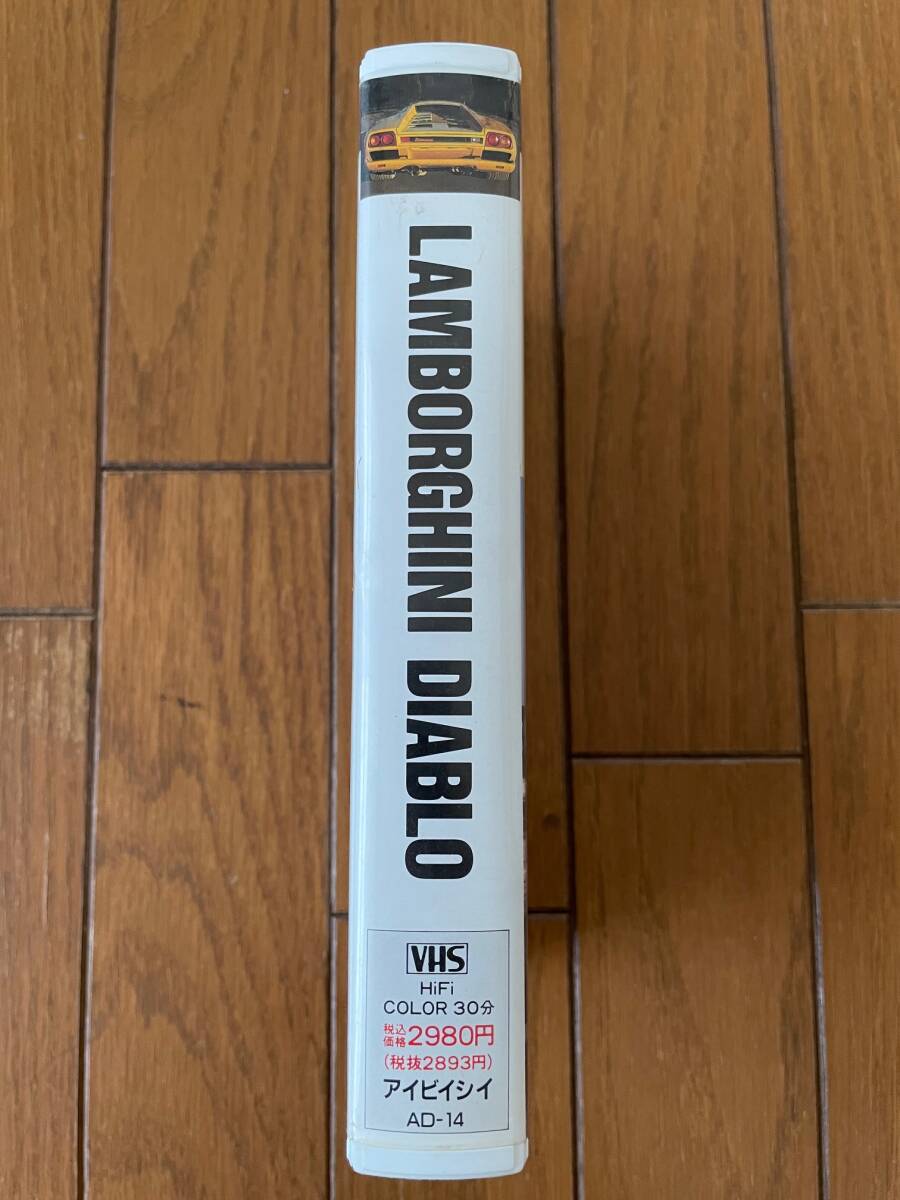 LAMBORGHINI DIABLO
VHS
HiFi
COLOR 30分
税込価格2980円
(税抜2893円)
アイビイシイ
AD-14